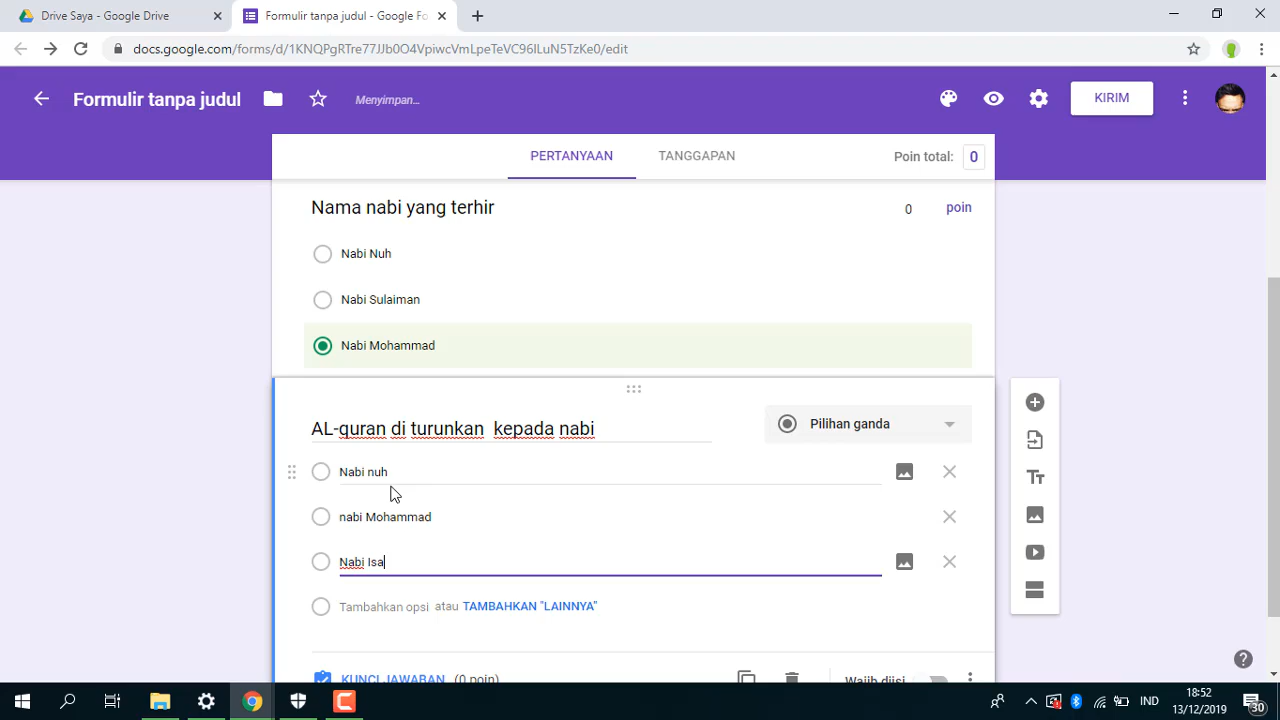 Drive Saya - Google Drive
Formulir tanpa judul - Google Fo
docs.google.com/forms/d/1KNQPgRTre77JJb0O4VpiwcVmLpeTeVC96ILuN5TzKe0/edit
Formulir tanpa judul
Menyimpan...
KIRIM
PERTANYAAN
TANGGAPAN
Poin total: 0
Nama nabi yang terhir
0 poin
Nabi Nuh
Nabi Sulaiman
Nabi Mohammad
AL-quran di turunkan  kepada nabi
Pilihan ganda
Nabi nuh
nabi Mohammad
Nabi Isa
Tambahkan opsi atau TAMBAHKAN "LAINNYA"
KUNCI JAWABAN (0 poin)
Wajib diisi
IND
18:52
13/12/2019
30